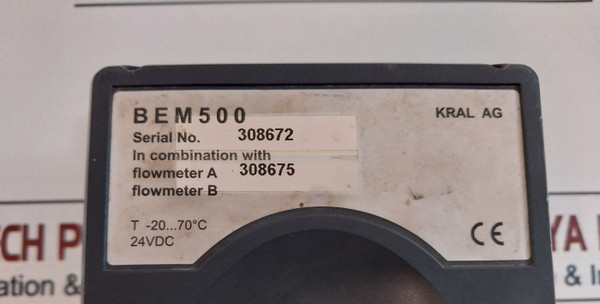 BEM500 KRAL AG
Serial No. 308672
In combination with
flowmeter A 308675
flowmeter B
T -20...70°C
24VDC CE